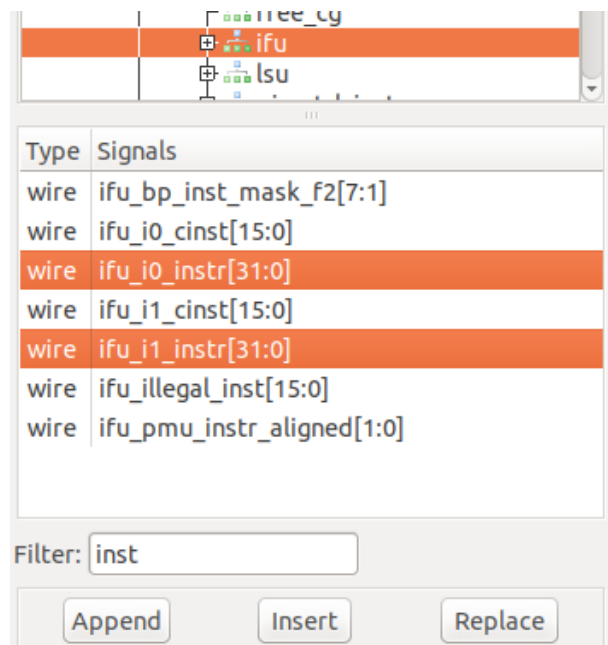 free_cg
ifu
lsu
Type Signals
wire ifu_bp_inst_mask_f2[7:1]
wire ifu_i0_cinst[15:0]
wire ifu_i0_instr[31:0]
wire ifu_i1_cinst[15:0]
wire ifu_i1_instr[31:0]
wire ifu_illegal_inst[15:0]
wire ifu_pmu_instr_aligned[1:0]
Filter: inst
Append Insert Replace